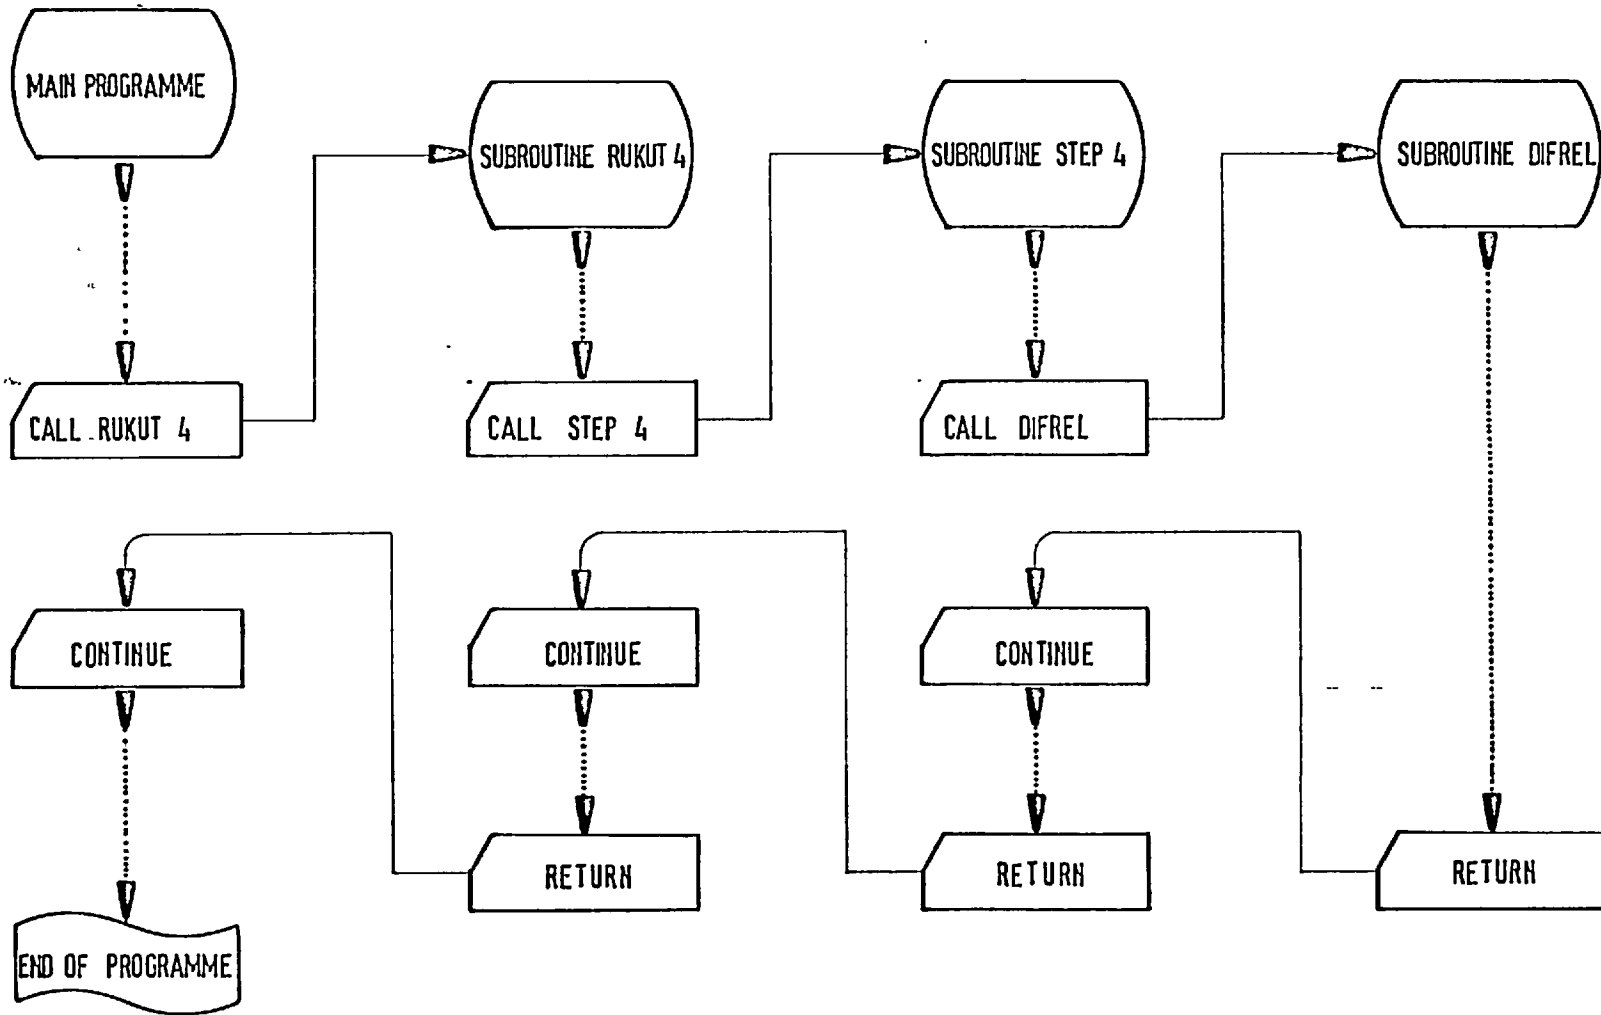 MAIN PROGRAMME
SUBROUTINE RUKUT 4
SUBROUTINE STEP 4
SUBROUTINE DIFREL
CALL RUKUT 4
CALL STEP 4
CALL DIFREL
CONTINUE
CONTINUE
CONTINUE
RETURN
RETURN
RETURN
END OF PROGRAMME